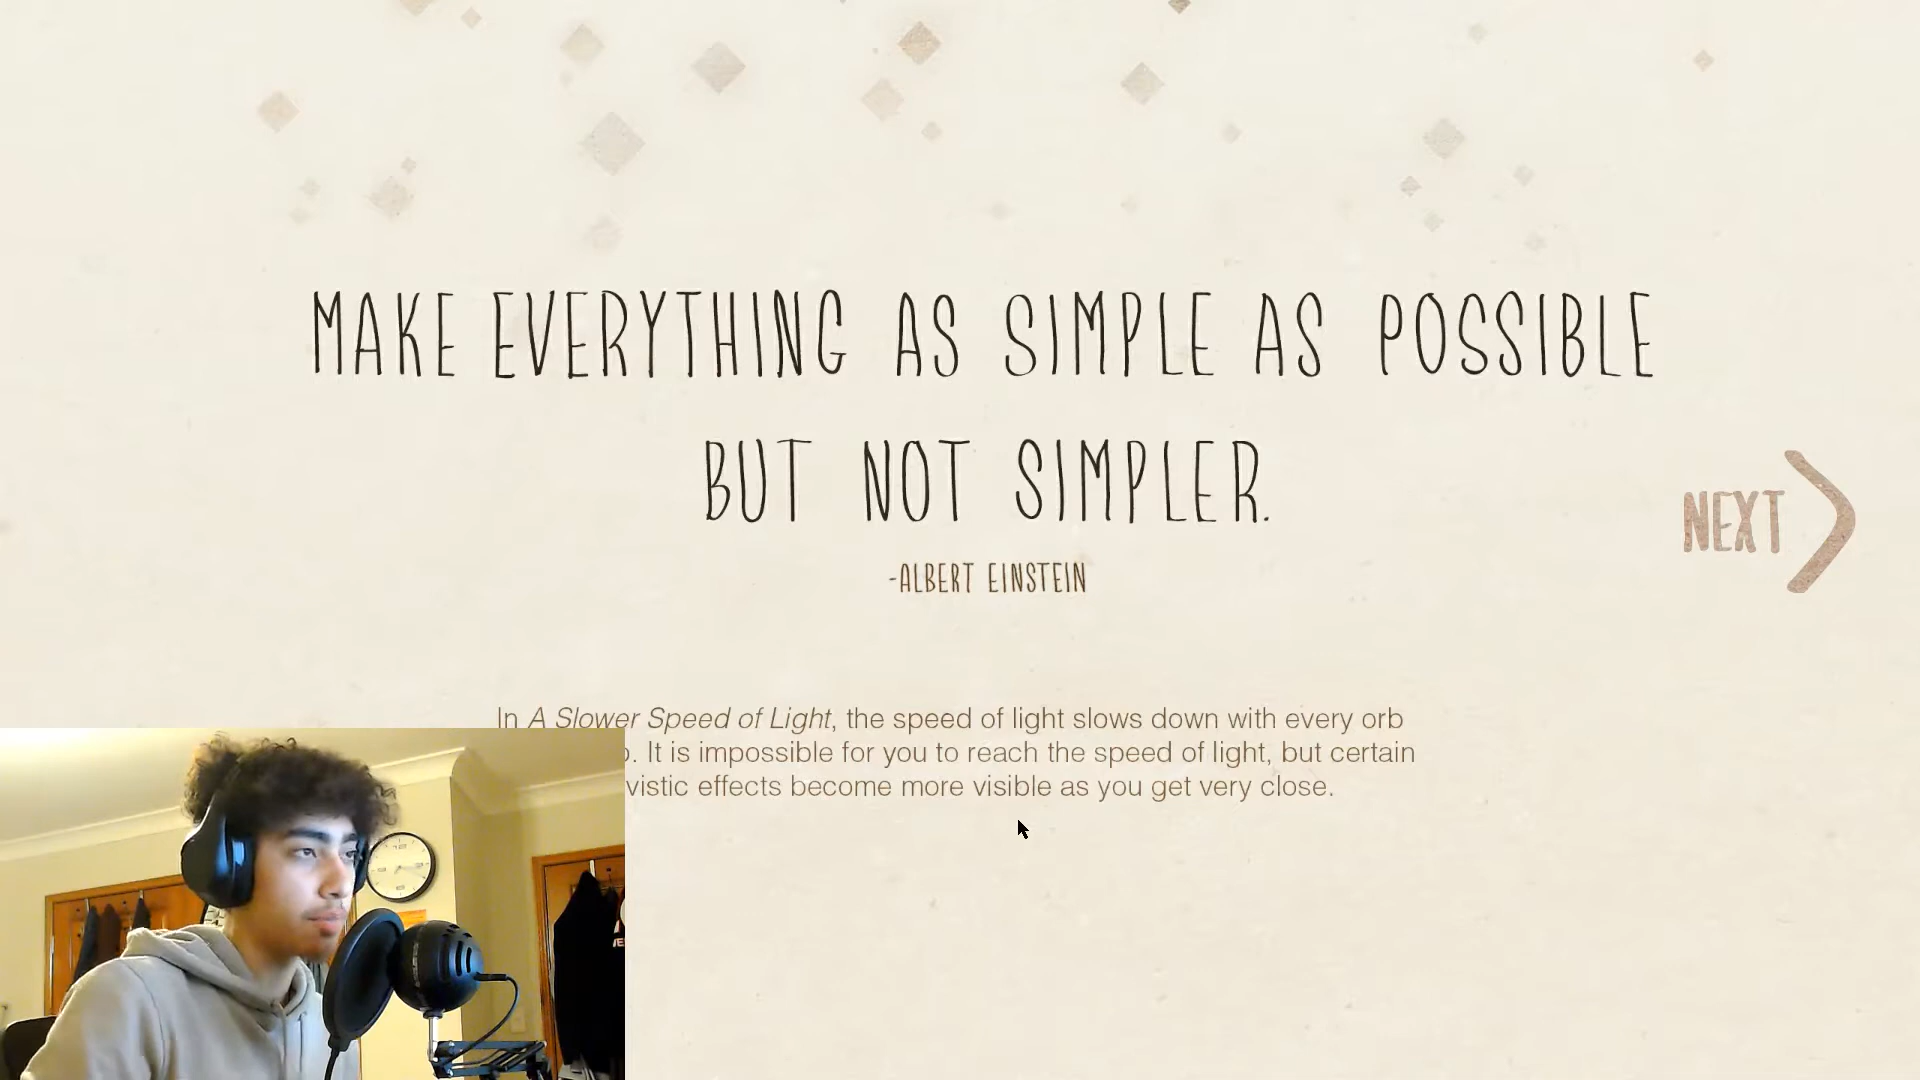 MAKE EVERYTHING AS SIMPLE AS POSSIBLE
BUT NOT SIMPLER.
-ALBERT EINSTEIN
NEXT
In A Slower Speed of Light, the speed of light slows down with every orb
. It is impossible for you to reach the speed of light, but certain
vistic effects become more visible as you get very close.